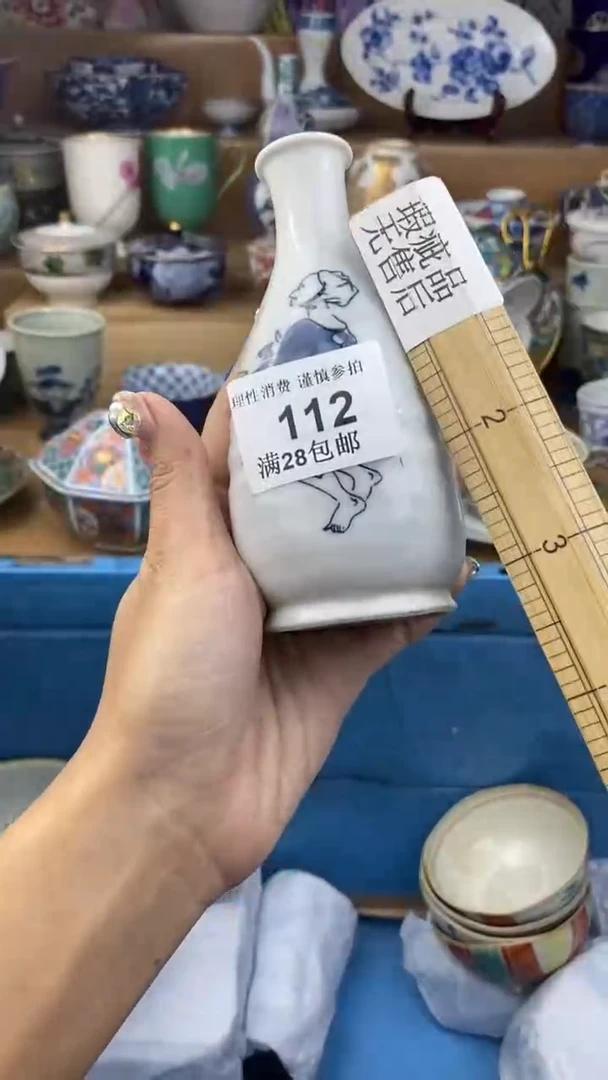 理性消费 谨慎参拍
112
满28包邮
瑕疵品
无售后
2
3